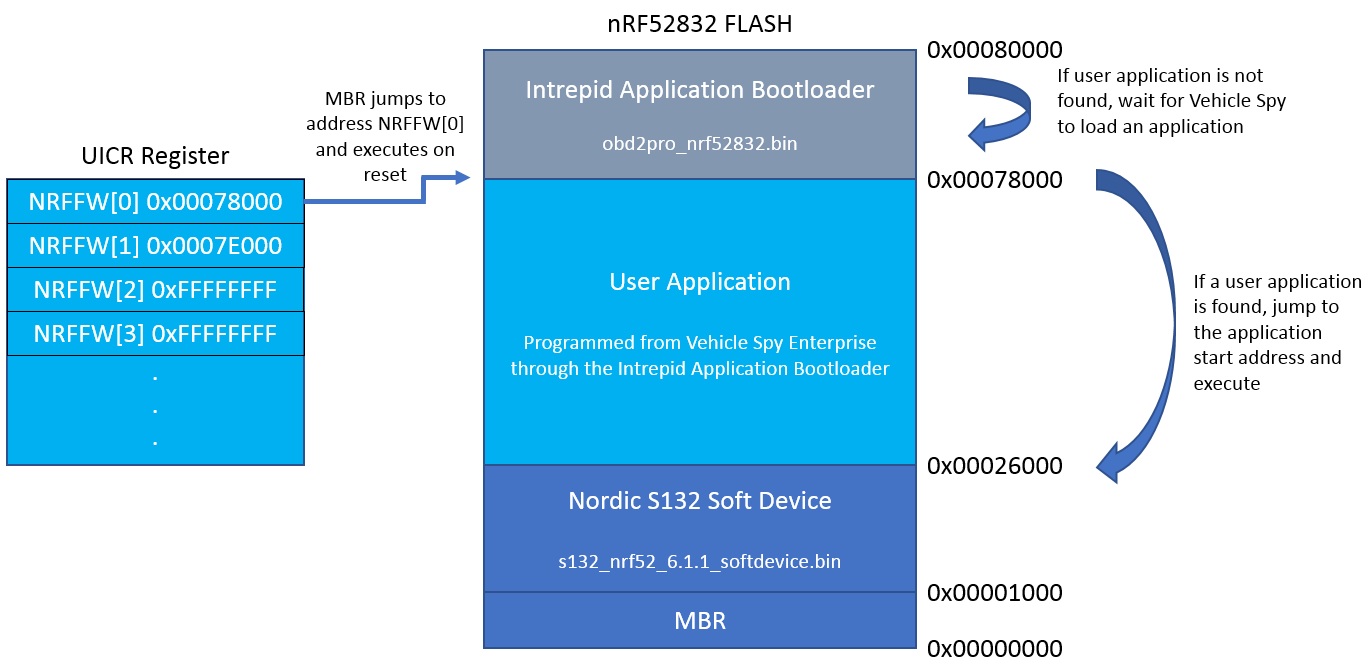 nRF52832 FLASH
0x00080000
Intrepid Application Bootloader
obd2pro_nrf52832.bin
If user application is not
found, wait for Vehicle Spy
to load an application
MBR jumps to
address NRFFW[0]
and executes on
reset
UICR Register
NRFFW[0] 0x00078000
NRFFW[1] 0x0007E000
NRFFW[2] 0xFFFFFFFF
NRFFW[3] 0xFFFFFFFF
.
.
.
0x00078000
User Application
Programmed from Vehicle Spy Enterprise
through the Intrepid Application Bootloader
If a user application
is found, jump to
the application
start address and
execute
0x00026000
Nordic S132 Soft Device
s132_nrf52_6.1.1_softdevice.bin
0x00001000
MBR
0x00000000